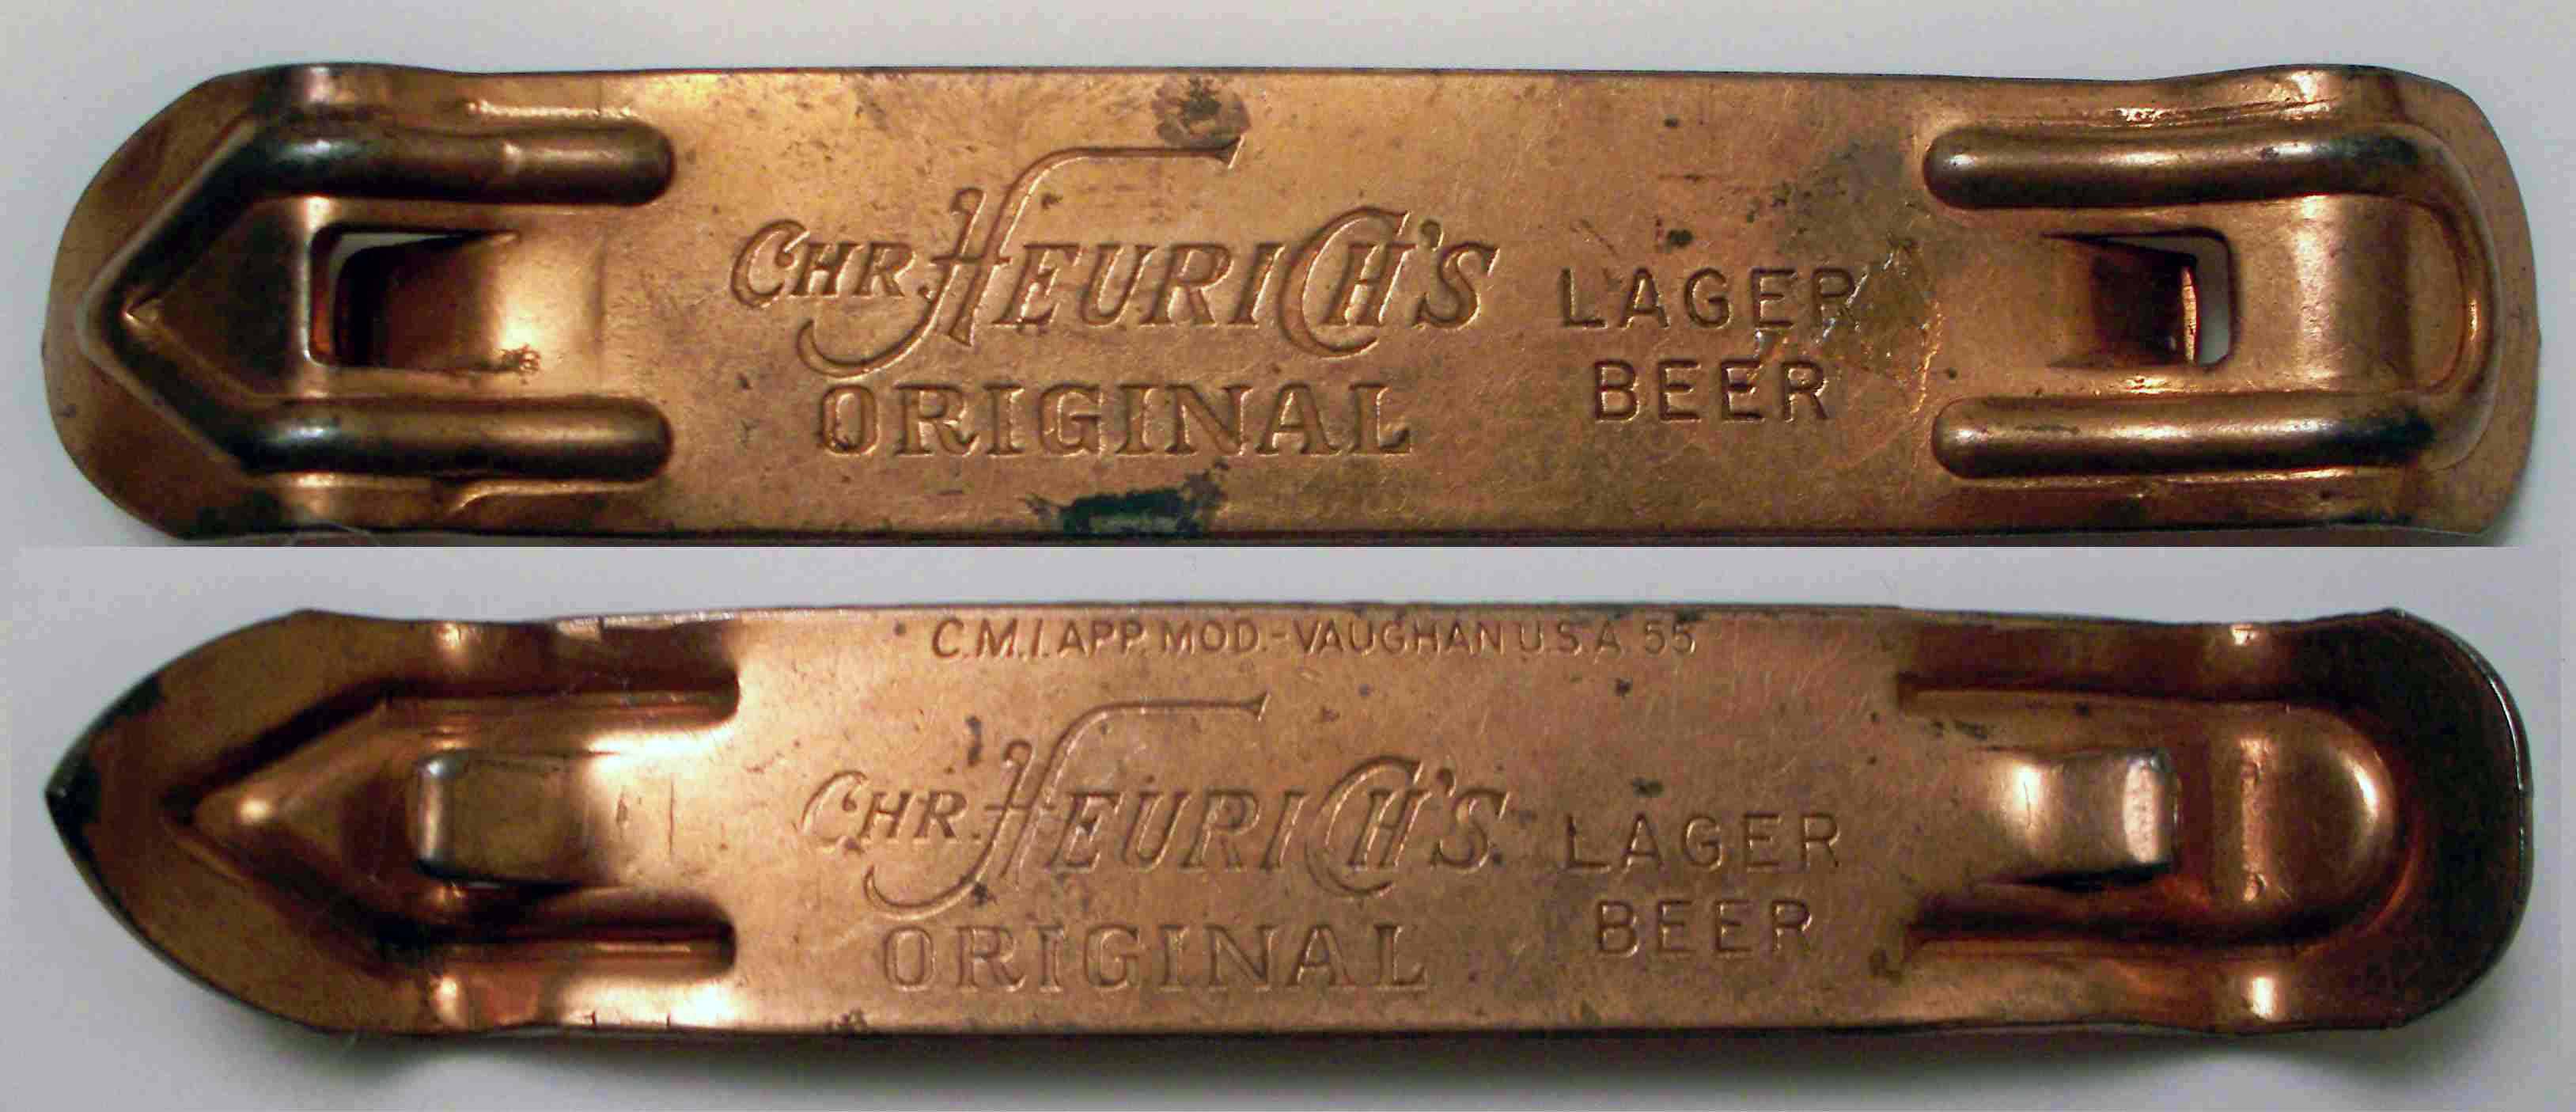 CHR. HEURICH'S
ORIGINAL
LAGER
BEER
C.M.I. APP. MOD.-VAUGHAN U.S.A. 55
CHR. HEURICH'S
ORIGINAL
LAGER
BEER